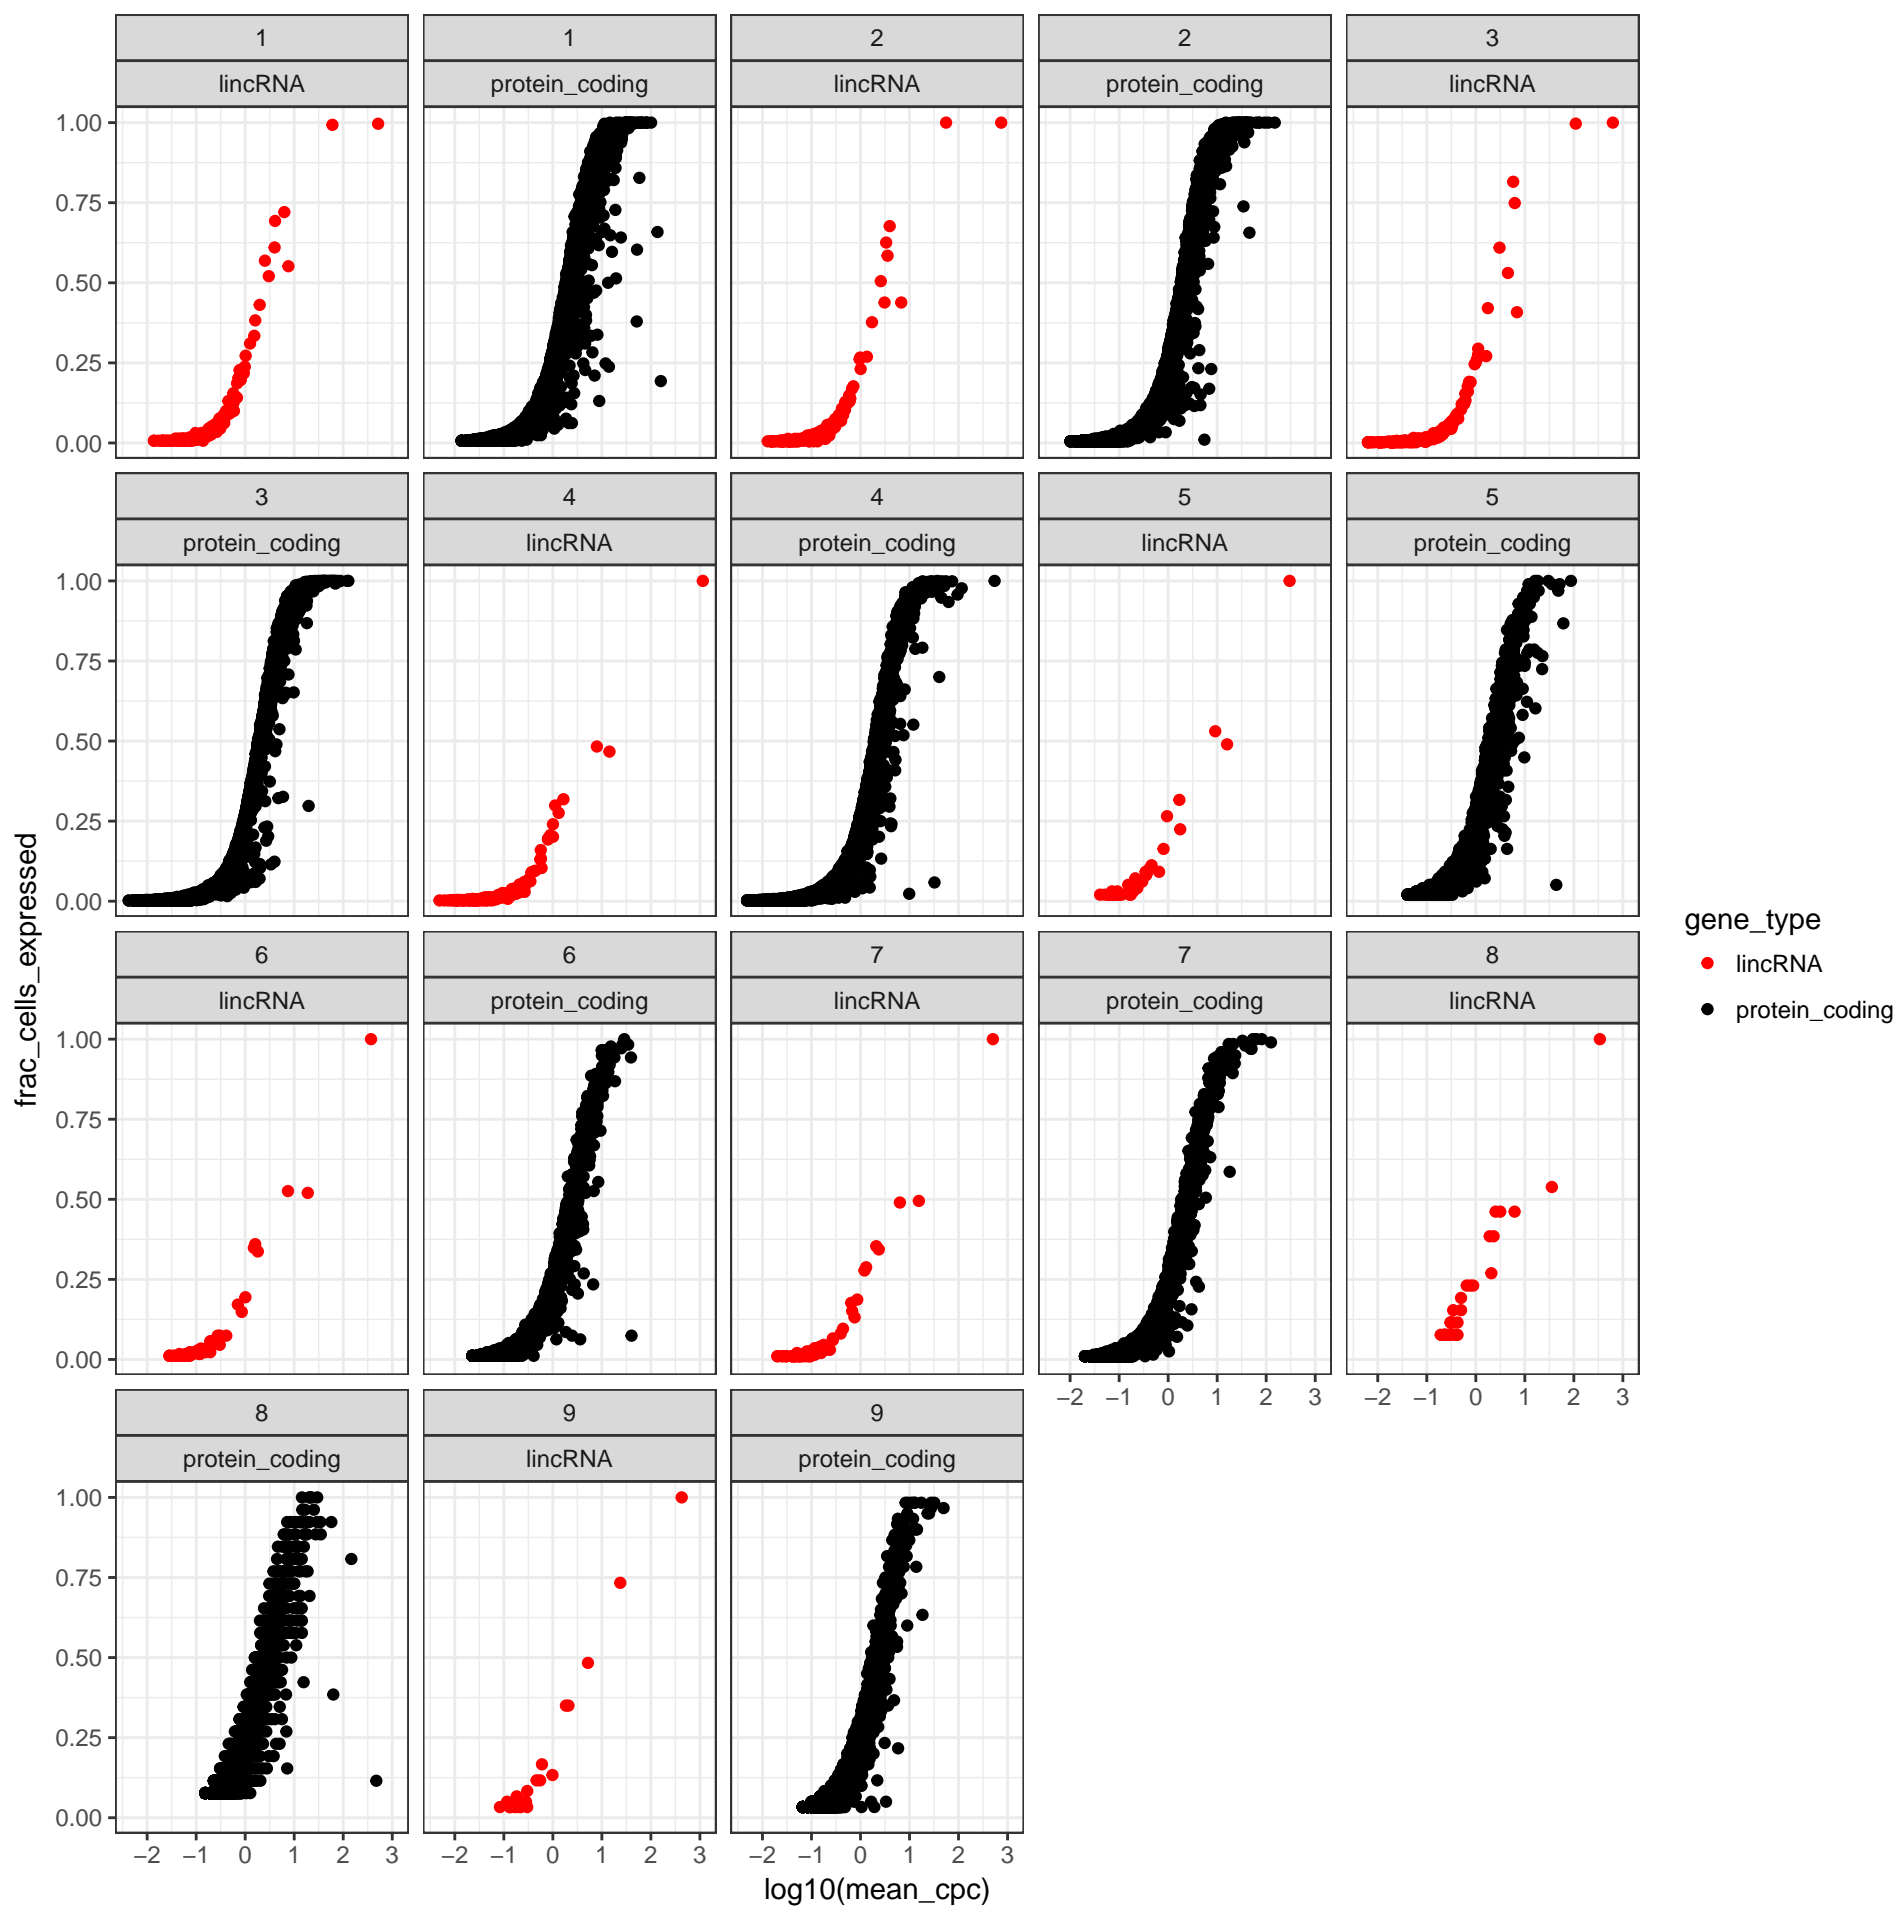 1 1 2 2 3
lincRNA protein_coding lincRNA protein_coding lincRNA
1.00
0.75
0.50
0.25
0.00
3 4 4 5 5
protein_coding lincRNA protein_coding lincRNA protein_coding
1.00
0.75
0.50
0.25
0.00
frac_cells_expressed
gene_type
lincRNA
protein_coding
6 6 7 7 8
lincRNA protein_coding lincRNA protein_coding lincRNA
1.00
0.75
0.50
0.25
0.00
−2 −1 0 1 2 3 −2 −1 0 1 2 3
8 9 9
protein_coding lincRNA protein_coding
1.00
0.75
0.50
0.25
0.00
−2 −1 0 1 2 3 −2 −1 0 1 2 3 −2 −1 0 1 2 3
log10(mean_cpc)